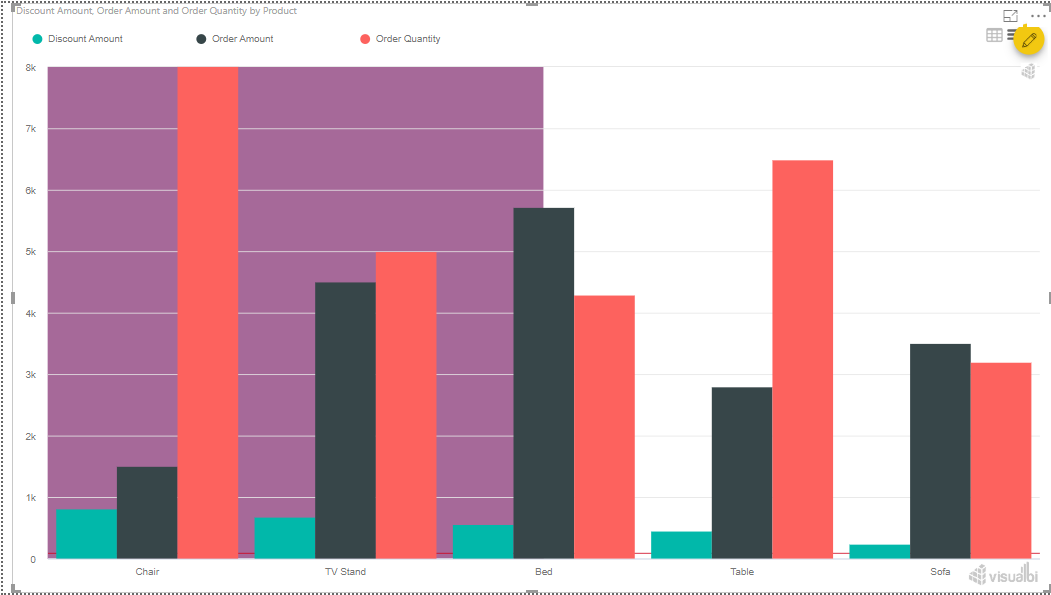 Discount Amount, Order Amount and Order Quantity by Product
Discount Amount Order Amount Order Quantity
8k
7k
6k
5k
4k
3k
2k
1k
0
Chair TV Stand Bed Table Sofa
visualbi